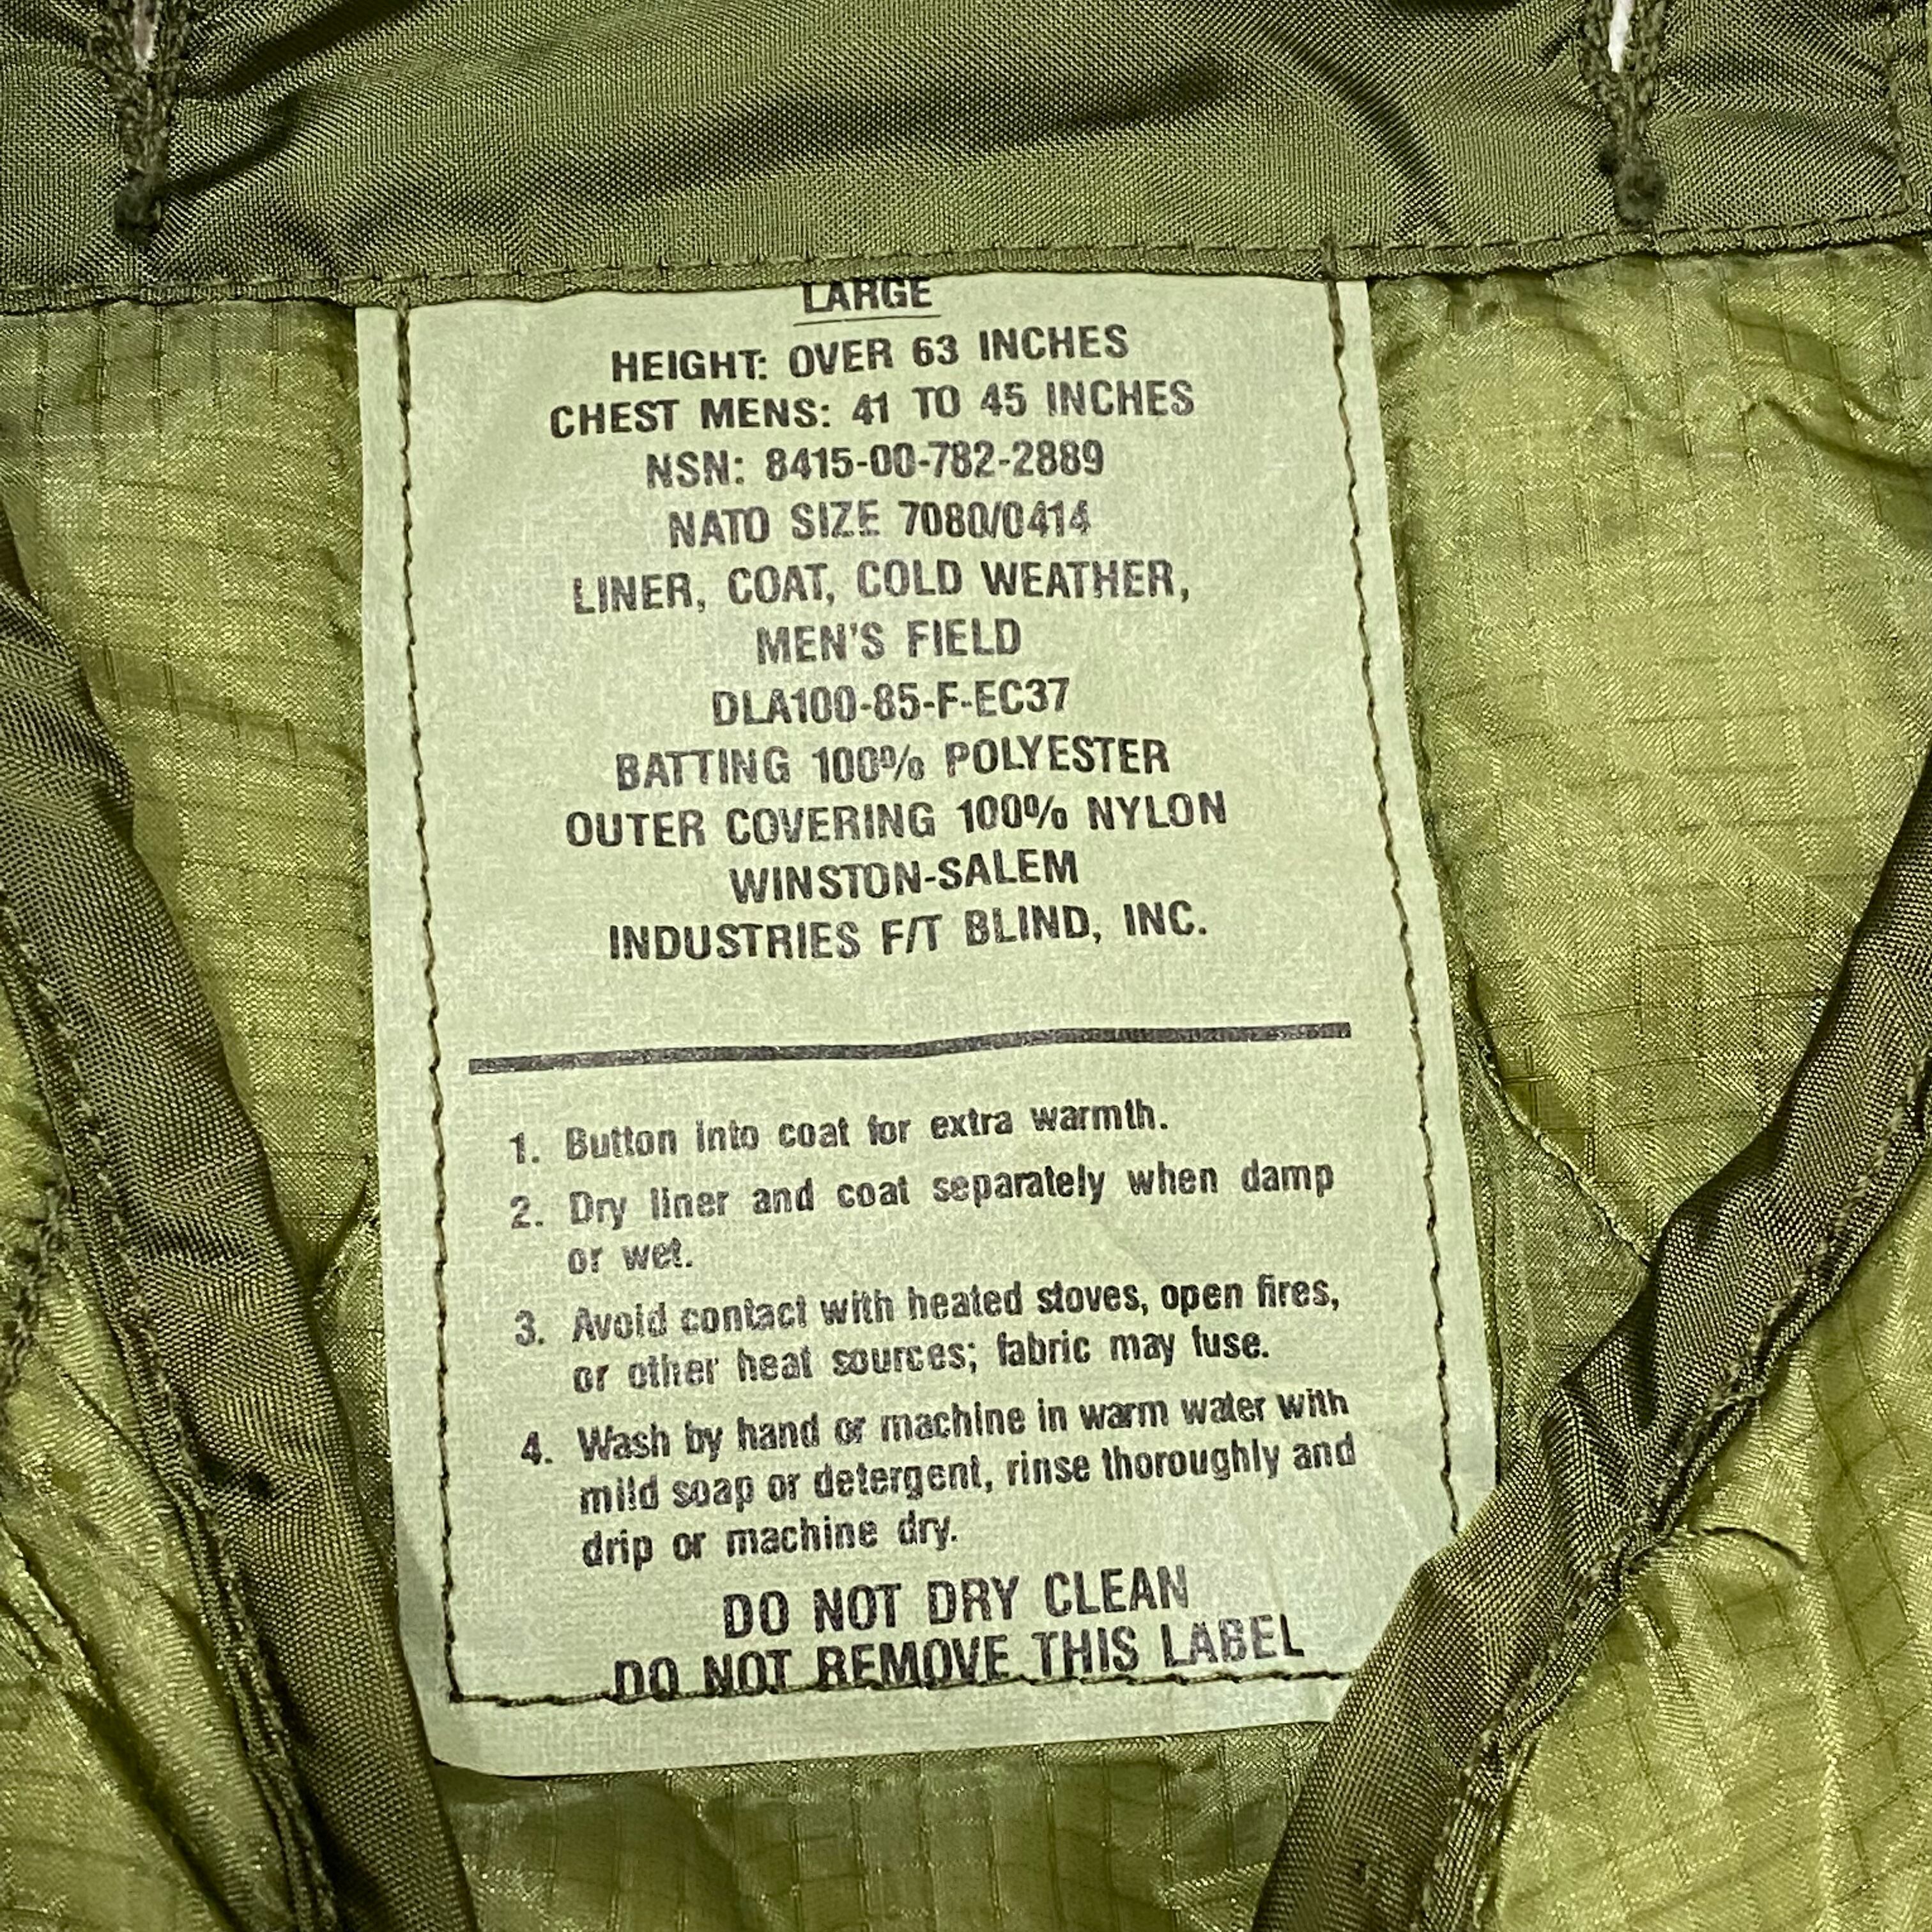 LARGE
HEIGHT: OVER 63 INCHES
CHEST MENS: 41 TO 45 INCHES
NSN: 8415-00-782-2889
NATO SIZE 7080/0414
LINER, COAT, COLD WEATHER,
MEN'S FIELD
DLA100-85-F-EC37
BATTING 100% POLYESTER
OUTER COVERING 100% NYLON
WINSTON-SALEM
INDUSTRIES F/T BLIND, INC.
1. Button into coat for extra warmth.
2. Dry liner and coat separately when damp
or wet.
3. Avoid contact with heated stoves, open fires,
or other heat sources; fabric may fuse.
4. Wash by hand or machine in warm water with
mild soap or detergent, rinse thoroughly and
drip or machine dry.
DO NOT DRY CLEAN
DO NOT REMOVE THIS LABEL